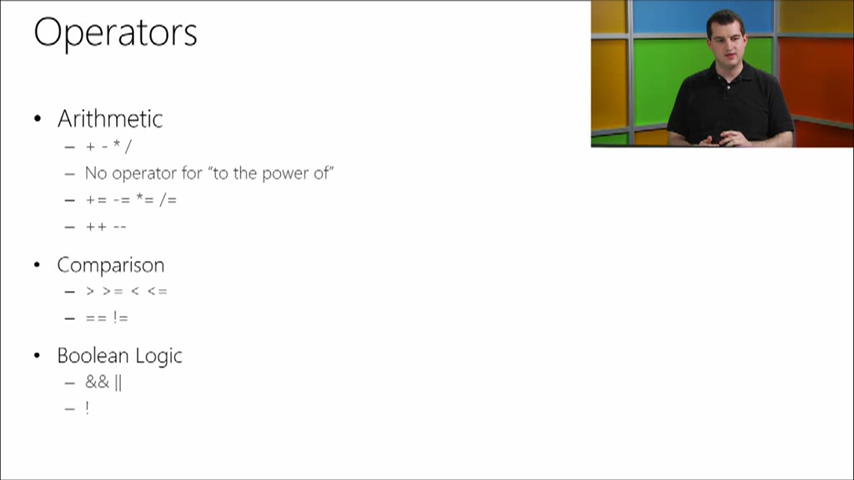 Operators
• Arithmetic
– + - * /
– No operator for “to the power of”
– += -= *= /=
– ++ --
• Comparison
– > >= < <=
– == !=
• Boolean Logic
– && ||
– !